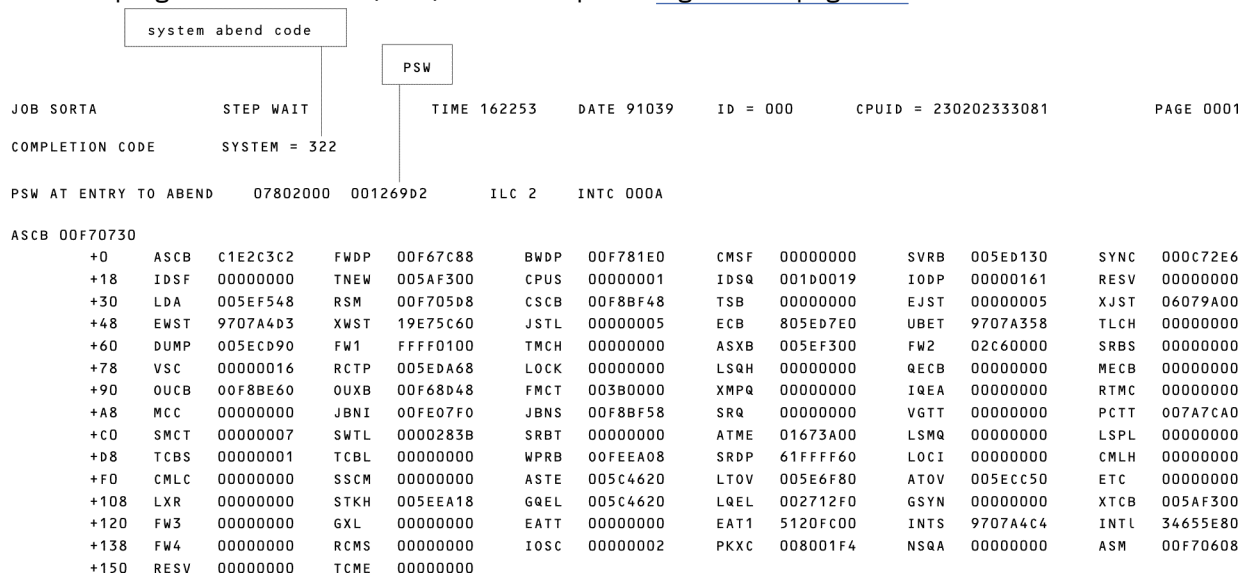 system abend code
PSW
JOB SORTA STEP WAIT TIME 162253 DATE 91039 ID = 000 CPUID = 230202333081 PAGE 0001
COMPLETION CODE SYSTEM = 322
PSW AT ENTRY TO ABEND 07802000 001269D2 ILC 2 INTC 000A
ASCB 00F70730
+0 ASCB C1E2C3C2 FWDP 00F67C88 BWDP 00F781E0 CMSF 00000000 SVRB 005ED130 SYNC 000C72E6
+18 IDSF 00000000 TNEW 005AF300 CPUS 00000001 IDSQ 001D0019 IODP 00000161 RESV 00000000
+30 LDA 005EF548 RSM 00F705D8 CSCB 00F8BF48 TSB 00000000 EJST 00000005 XJST 06079A00
+48 EWST 9707A4D3 XWST 19E75C60 JSTL 00000005 ECB 805ED7E0 UBET 9707A358 TLCH 00000000
+60 DUMP 005ECD90 FW1 FFFF0100 TMCH 00000000 ASXB 005EF300 FW2 02C60000 SRBS 00000000
+78 VSC 00000016 RCTP 005EDA68 LOCK 00000000 LSQH 00000000 QECB 00000000 MECB 00000000
+90 OUCB 00F8BE60 OUXB 00F68D48 FMCT 003B0000 XMPQ 00000000 IQEA 00000000 RTMC 00000000
+A8 MCC 00000000 JBNI 00FE07F0 JBNS 00F8BF58 SRQ 00000000 VGTT 00000000 PCTT 007A7CA0
+C0 SMCT 00000007 SWTL 0000283B SRBT 00000000 ATME 01673A00 LSMQ 00000000 LSPL 00000000
+D8 TCBS 00000001 TCBL 00000000 WPRB 00FEEA08 SRDP 61FFFF60 LOCI 00000000 CMLH 00000000
+F0 CMLC 00000000 SSCM 00000000 ASTE 005C4620 LTOV 005E6F80 ATOV 005ECC50 ETC 00000000
+108 LXR 00000000 STKH 005EEA18 GQEL 005C4620 LQEL 002712F0 GSYN 00000000 XTCB 005AF300
+120 FW3 00000000 GXL 00000000 EATT 00000000 EAT1 5120FC00 INTS 9707A4C4 INTL 34655E80
+138 FW4 00000000 RCMS 00000000 IOSC 00000002 PKXC 008001F4 NSQA 00000000 ASM 00F70608
+150 RESV 00000000 TCME 00000000